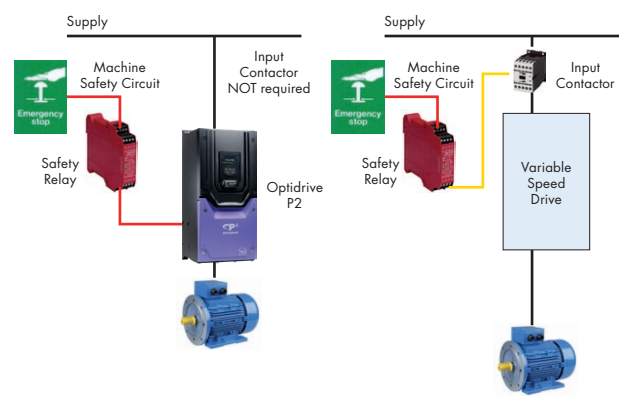 Supply
Input
Contactor
NOT required
Machine
Safety Circuit
Emergency
stop
Safety
Relay
Optidrive
P2
Supply
Machine
Safety Circuit
Input
Contactor
Emergency
stop
Safety
Relay
Variable
Speed
Drive